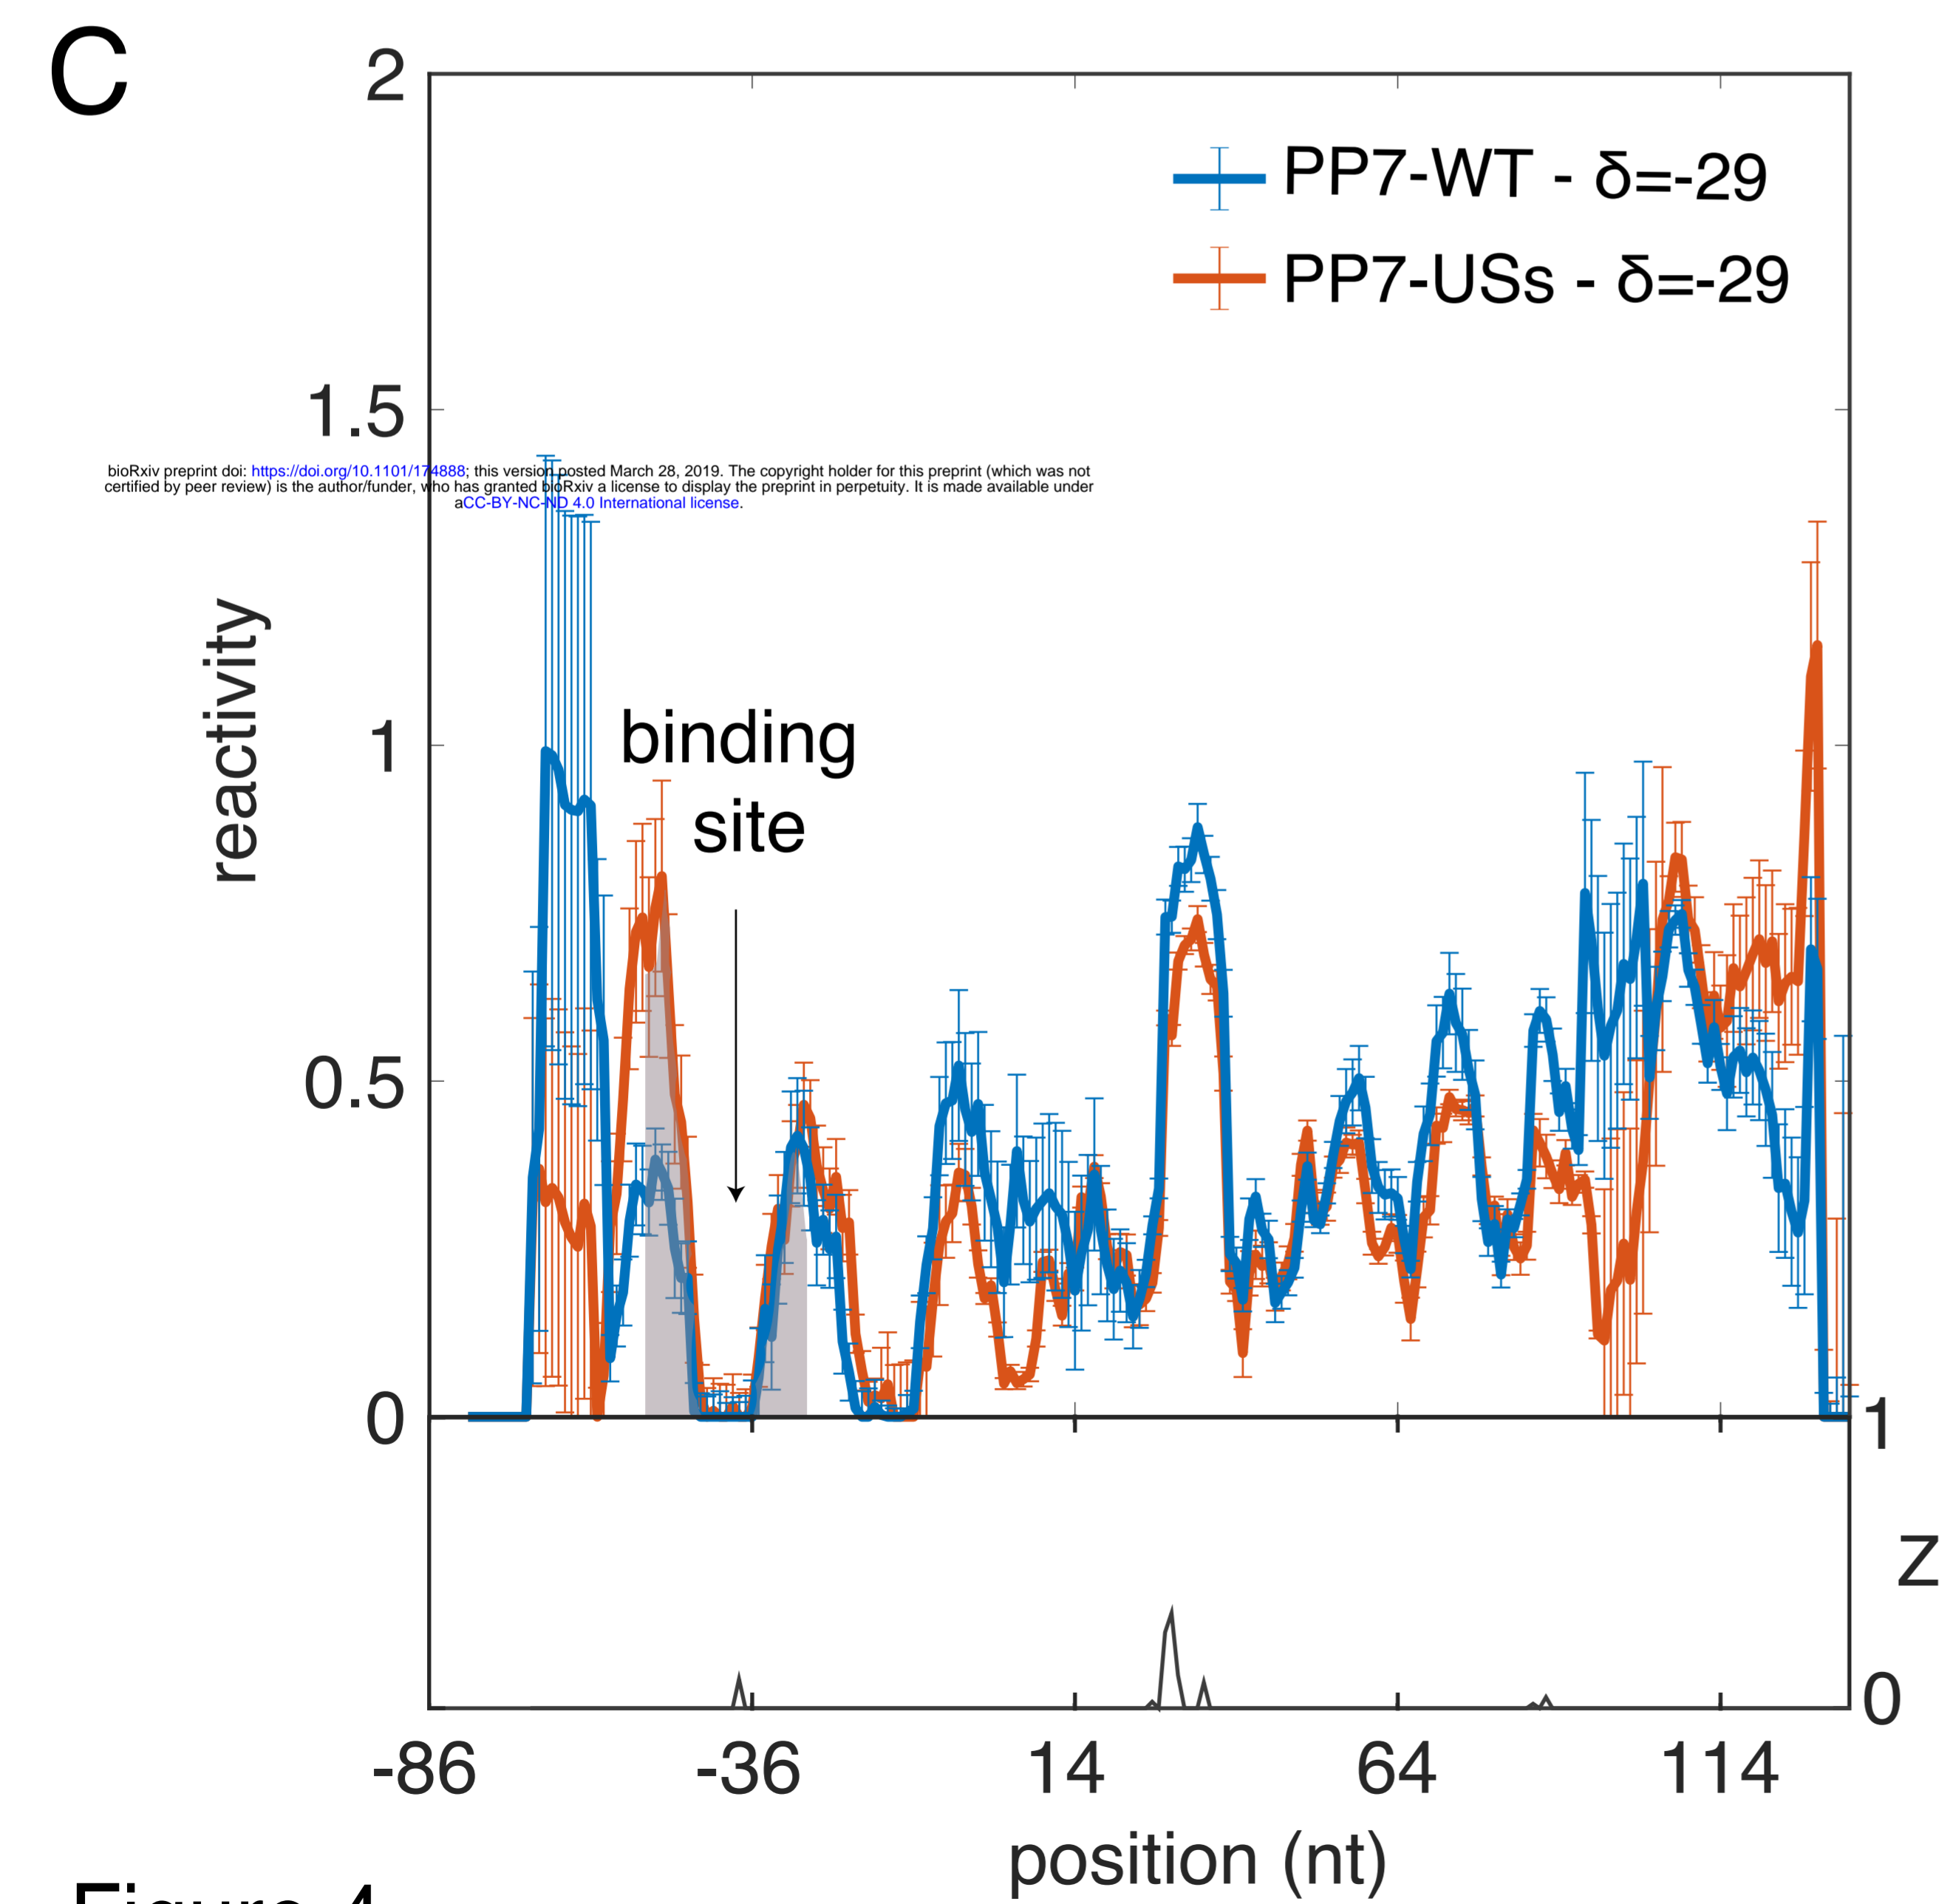 C
2
PP7-WT - δ=-29
PP7-USs - δ=-29
1.5
bioRxiv preprint doi: https://doi.org/10.1101/174888; this version posted March 28, 2019. The copyright holder for this preprint (which was not
certified by peer review) is the author/funder, who has granted bioRxiv a license to display the preprint in perpetuity. It is made available under
aCC-BY-NC-ND 4.0 International license.
reactivity
binding
site
1
0.5
0
1
Z
0
-86 -36 14 64 114
position (nt)
Figure 4